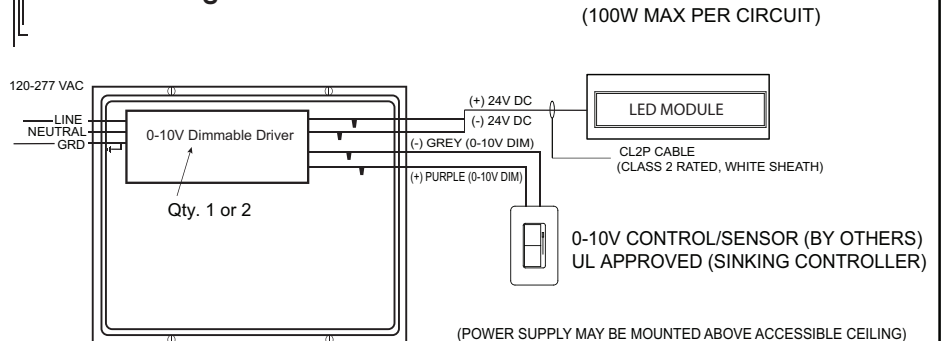 (100W MAX PER CIRCUIT)
120-277 VAC
LINE
NEUTRAL
GRD
0-10V Dimmable Driver
Qty. 1 or 2
(+) 24V DC
(-) 24V DC
(-) GREY (0-10V DIM)
(+) PURPLE (0-10V DIM)
LED MODULE
CL2P CABLE
(CLASS 2 RATED, WHITE SHEATH)
0-10V CONTROL/SENSOR (BY OTHERS)
UL APPROVED (SINKING CONTROLLER)
(POWER SUPPLY MAY BE MOUNTED ABOVE ACCESSIBLE CEILING)